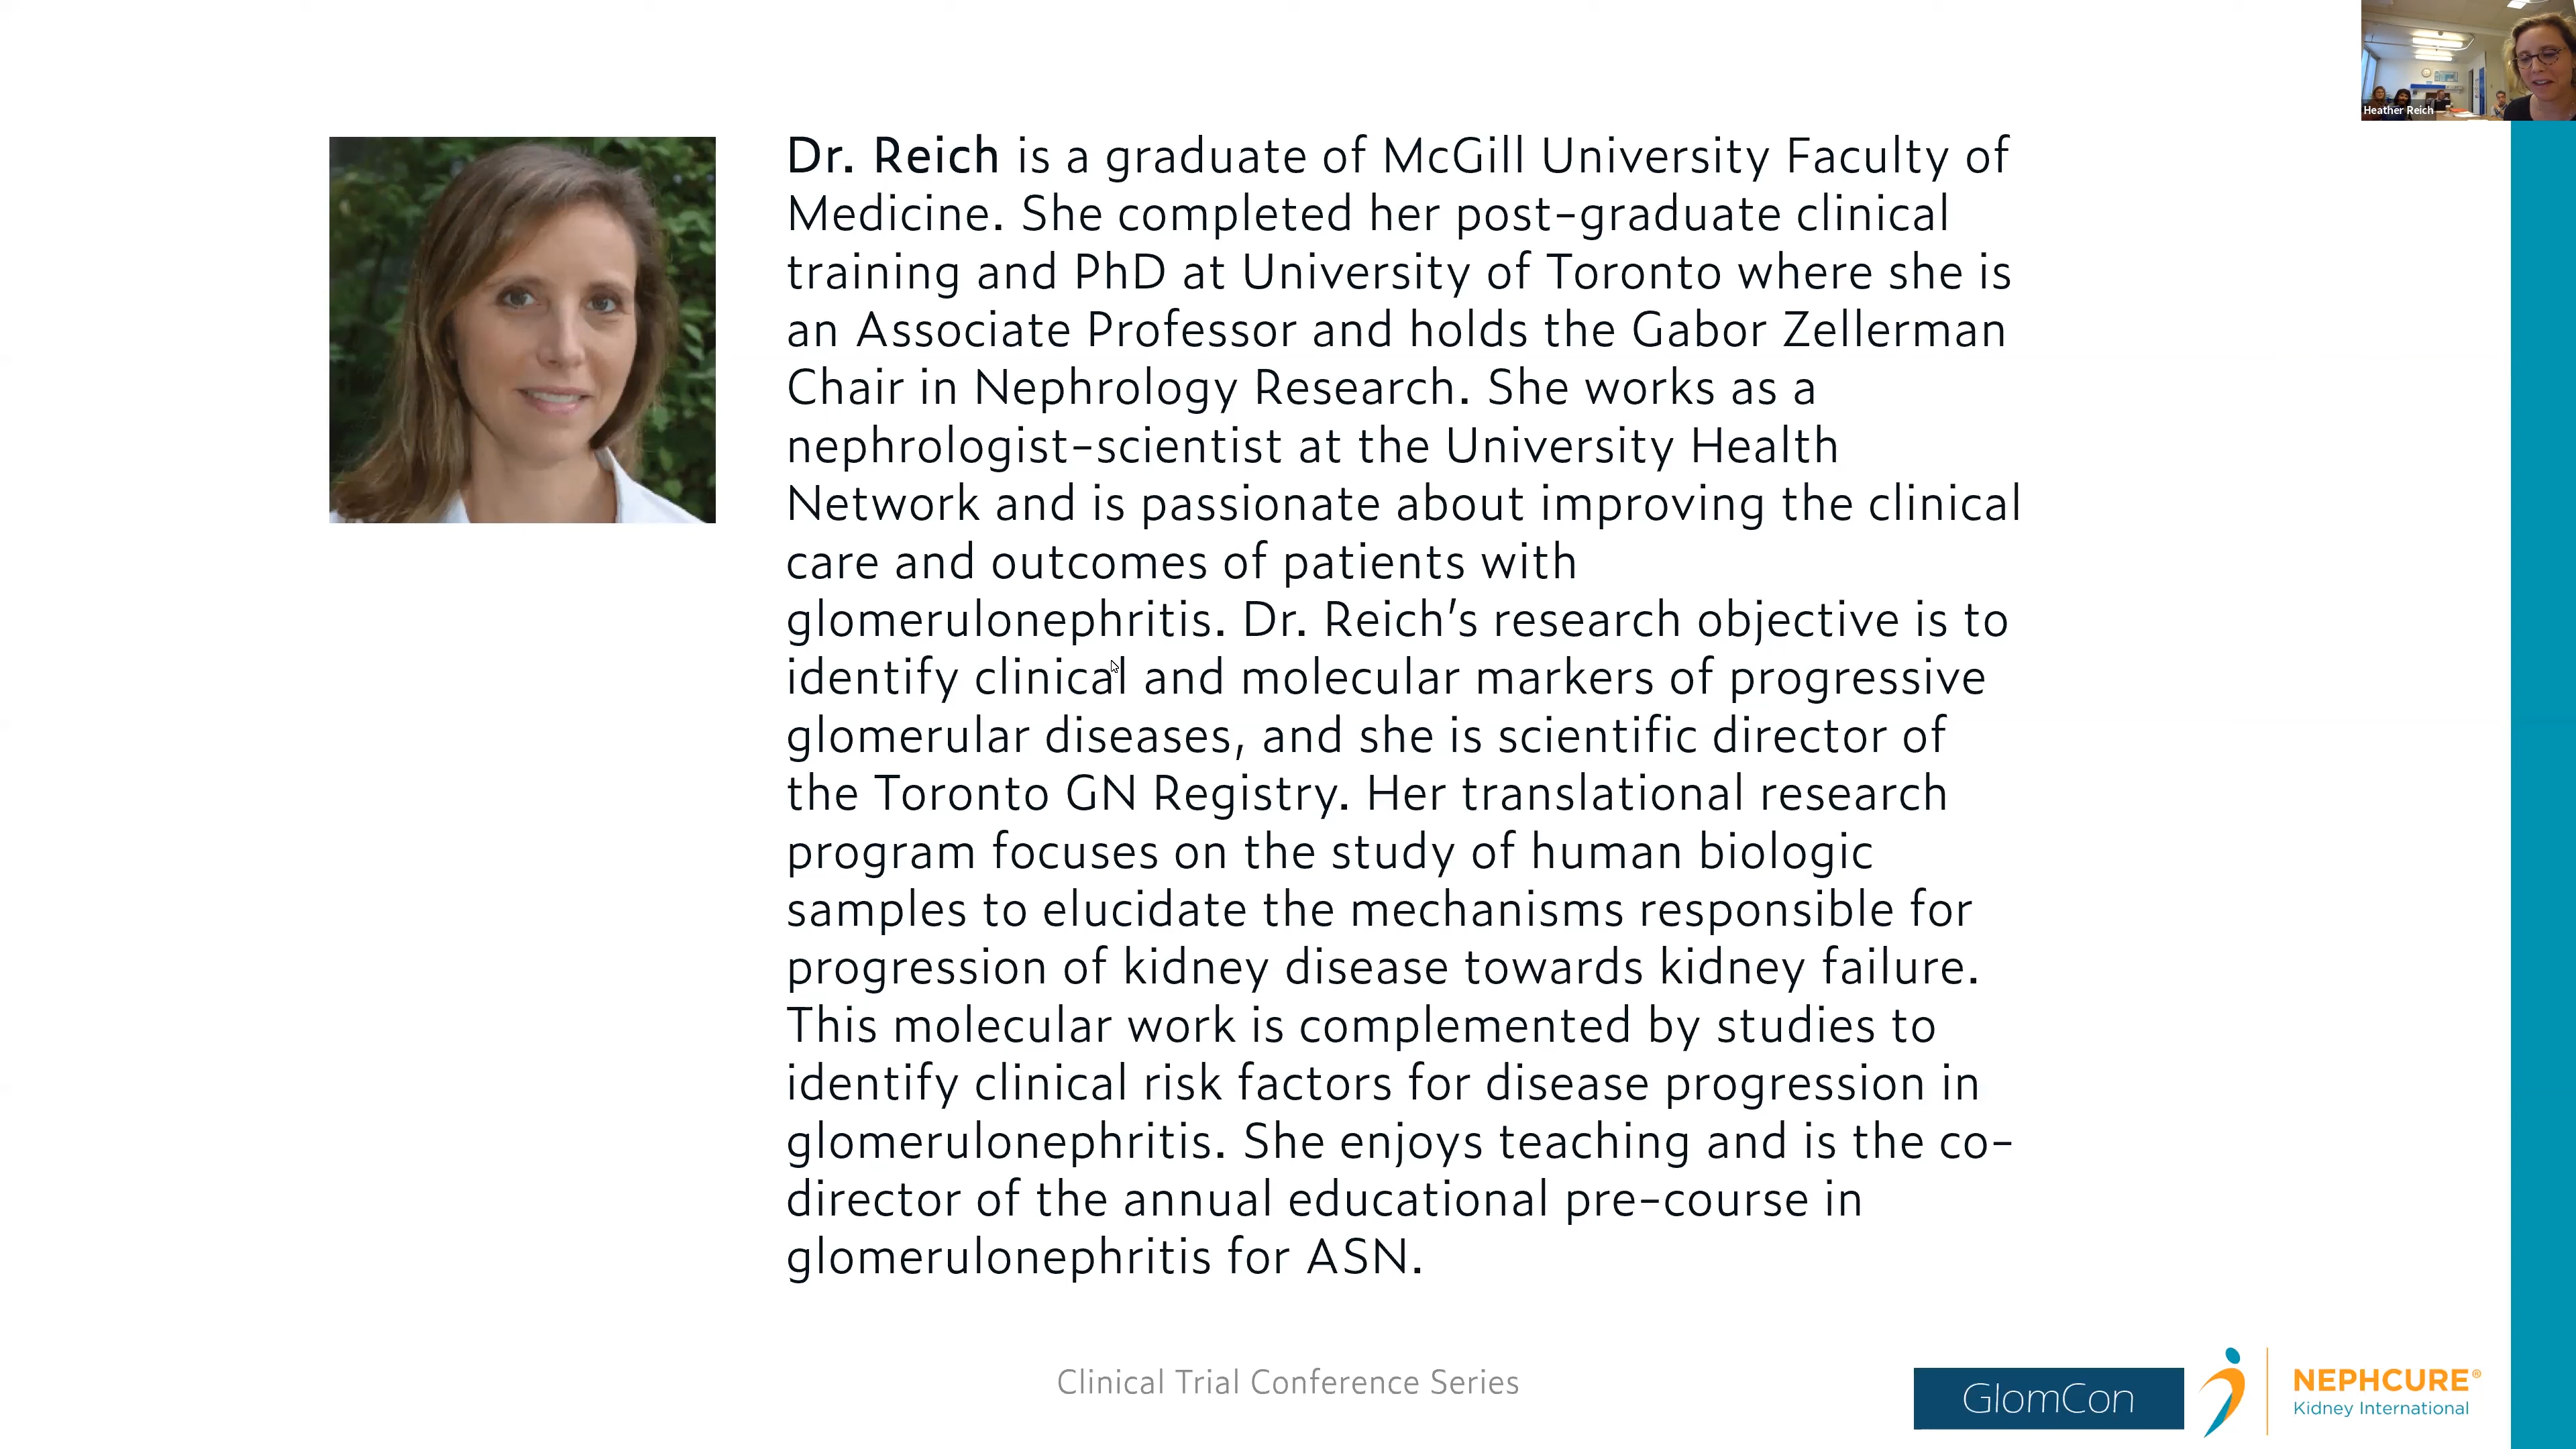 Heather Reich
Dr. Reich is a graduate of McGill University Faculty of
Medicine. She completed her post-graduate clinical
training and PhD at University of Toronto where she is
an Associate Professor and holds the Gabor Zellerman
Chair in Nephrology Research. She works as a
nephrologist-scientist at the University Health
Network and is passionate about improving the clinical
care and outcomes of patients with
glomerulonephritis. Dr. Reich's research objective is to
identify clinical and molecular markers of progressive
glomerular diseases, and she is scientific director of
the Toronto GN Registry. Her translational research
program focuses on the study of human biologic
samples to elucidate the mechanisms responsible for
progression of kidney disease towards kidney failure.
This molecular work is complemented by studies to
identify clinical risk factors for disease progression in
glomerulonephritis. She enjoys teaching and is the co-
director of the annual educational pre-course in
glomerulonephritis for ASN.
Clinical Trial Conference Series
GlomCon
NEPHCURE®
Kidney International